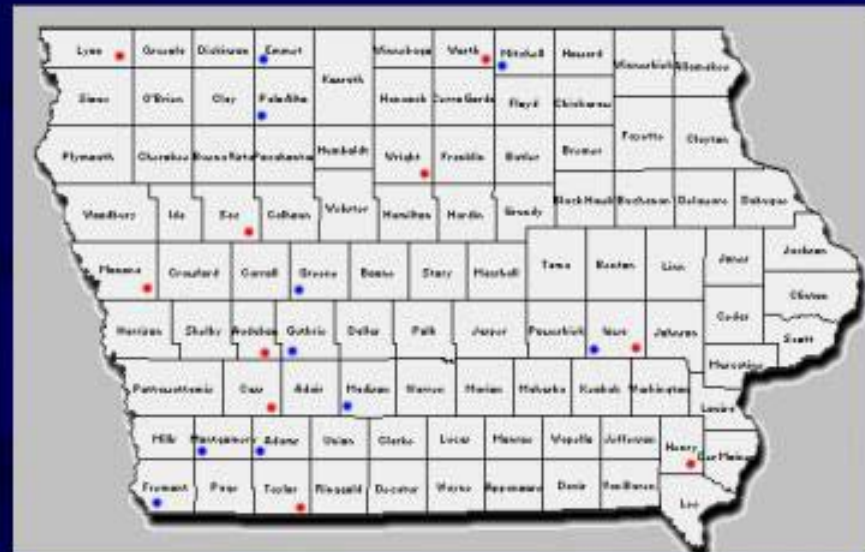 Lyon Osceola Dickinson Emmet Winnebago Worth Mitchell Howard
Kossuth Winneshiek Allamakee
Sioux O'Brien Clay Palo Alto Hancock Cerro Gordo Floyd Chickasaw
Plymouth Cherokee Buena Vista Pocahontas Humboldt Wright Franklin Butler Bremer Fayette Clayton
Woodbury Ida Sac Calhoun Webster Hamilton Hardin Grundy Black Hawk Buchanan Delaware Dubuque
Monona Crawford Carroll Greene Boone Story Marshall Tama Benton Linn Jones Jackson
Clinton
Harrison Shelby Audubon Guthrie Dallas Polk Jasper Poweshiek Iowa Johnson Cedar Scott
Muscatine
Pottawattamie Cass Adair Madison Warren Marion Mahaska Keokuk Washington
Louisa
Mills Montgomery Adams Union Clarke Lucas Monroe Wapello Jefferson Henry Des Moines
Fremont Page Taylor Ringgold Decatur Wayne Appanoose Davis Van Buren
Lee